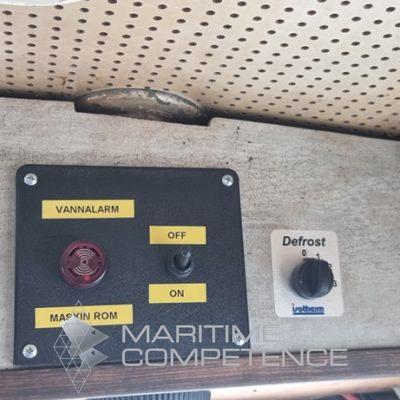 VANNALARM
OFF
ON
MASKIN ROM
Defrost
0 1
isotherm
MARITIME
COMPETENCE